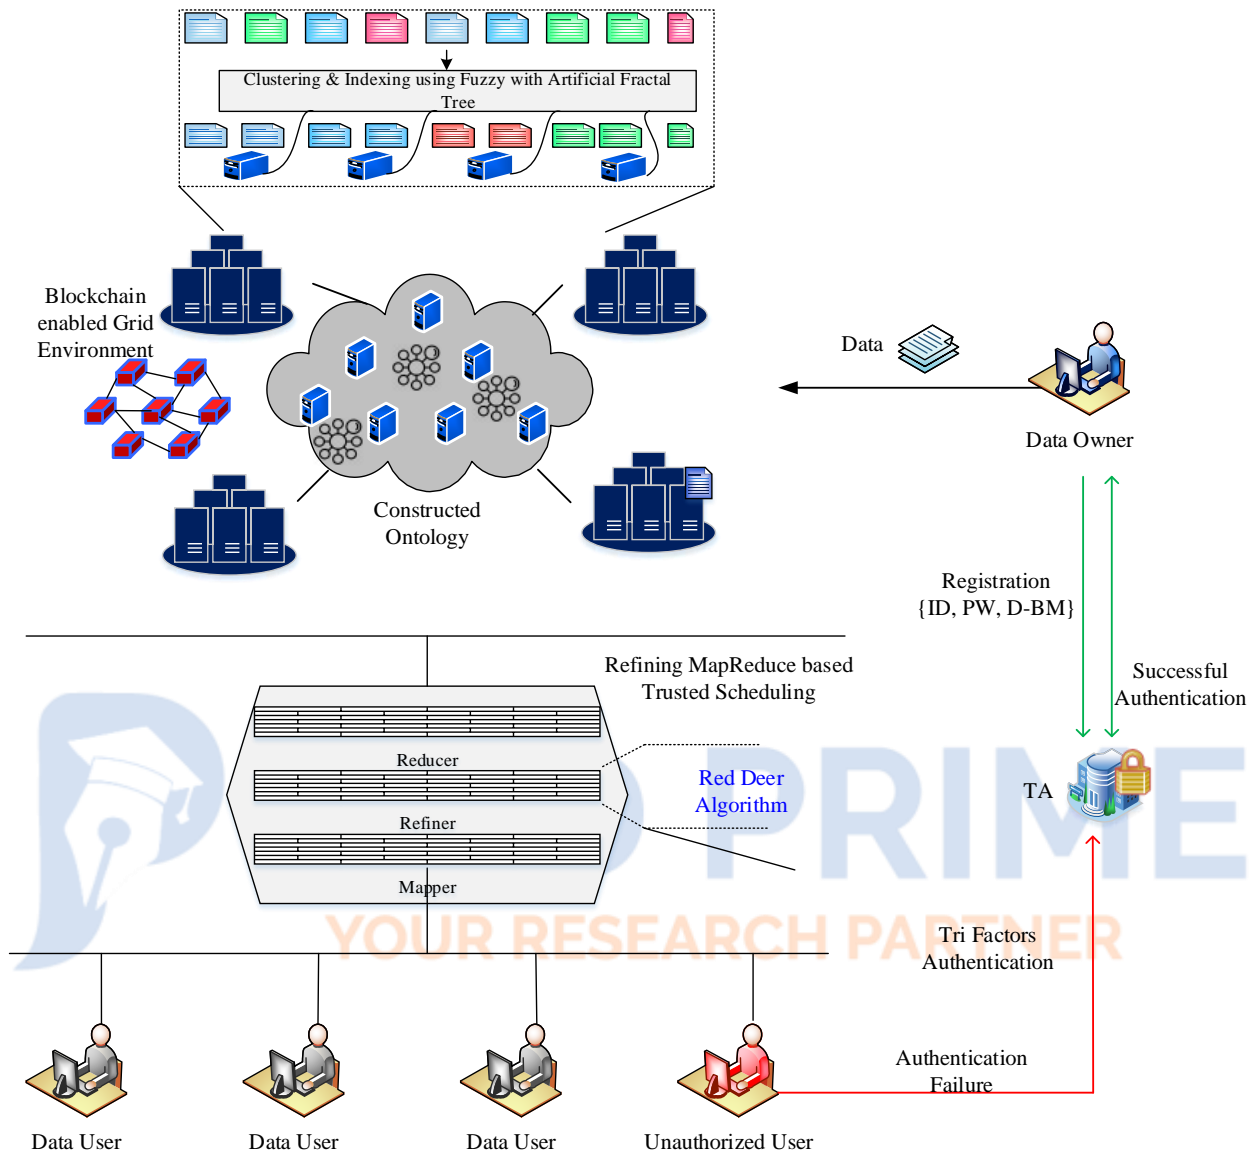 Clustering & Indexing using Fuzzy with Artificial Fractal
Tree
Blockchain
enabled Grid
Environment
Data
Data Owner
Constructed
Ontology
Registration
{ID, PW, D-BM}
Successful
Authentication
Refining MapReduce based
Trusted Scheduling
Reducer
Red Deer
Algorithm
TA
Refiner
Mapper
PRIME
YOUR RESEARCH PARTNER
Tri Factors
Authentication
Authentication
Failure
Data User
Data User
Data User
Unauthorized User